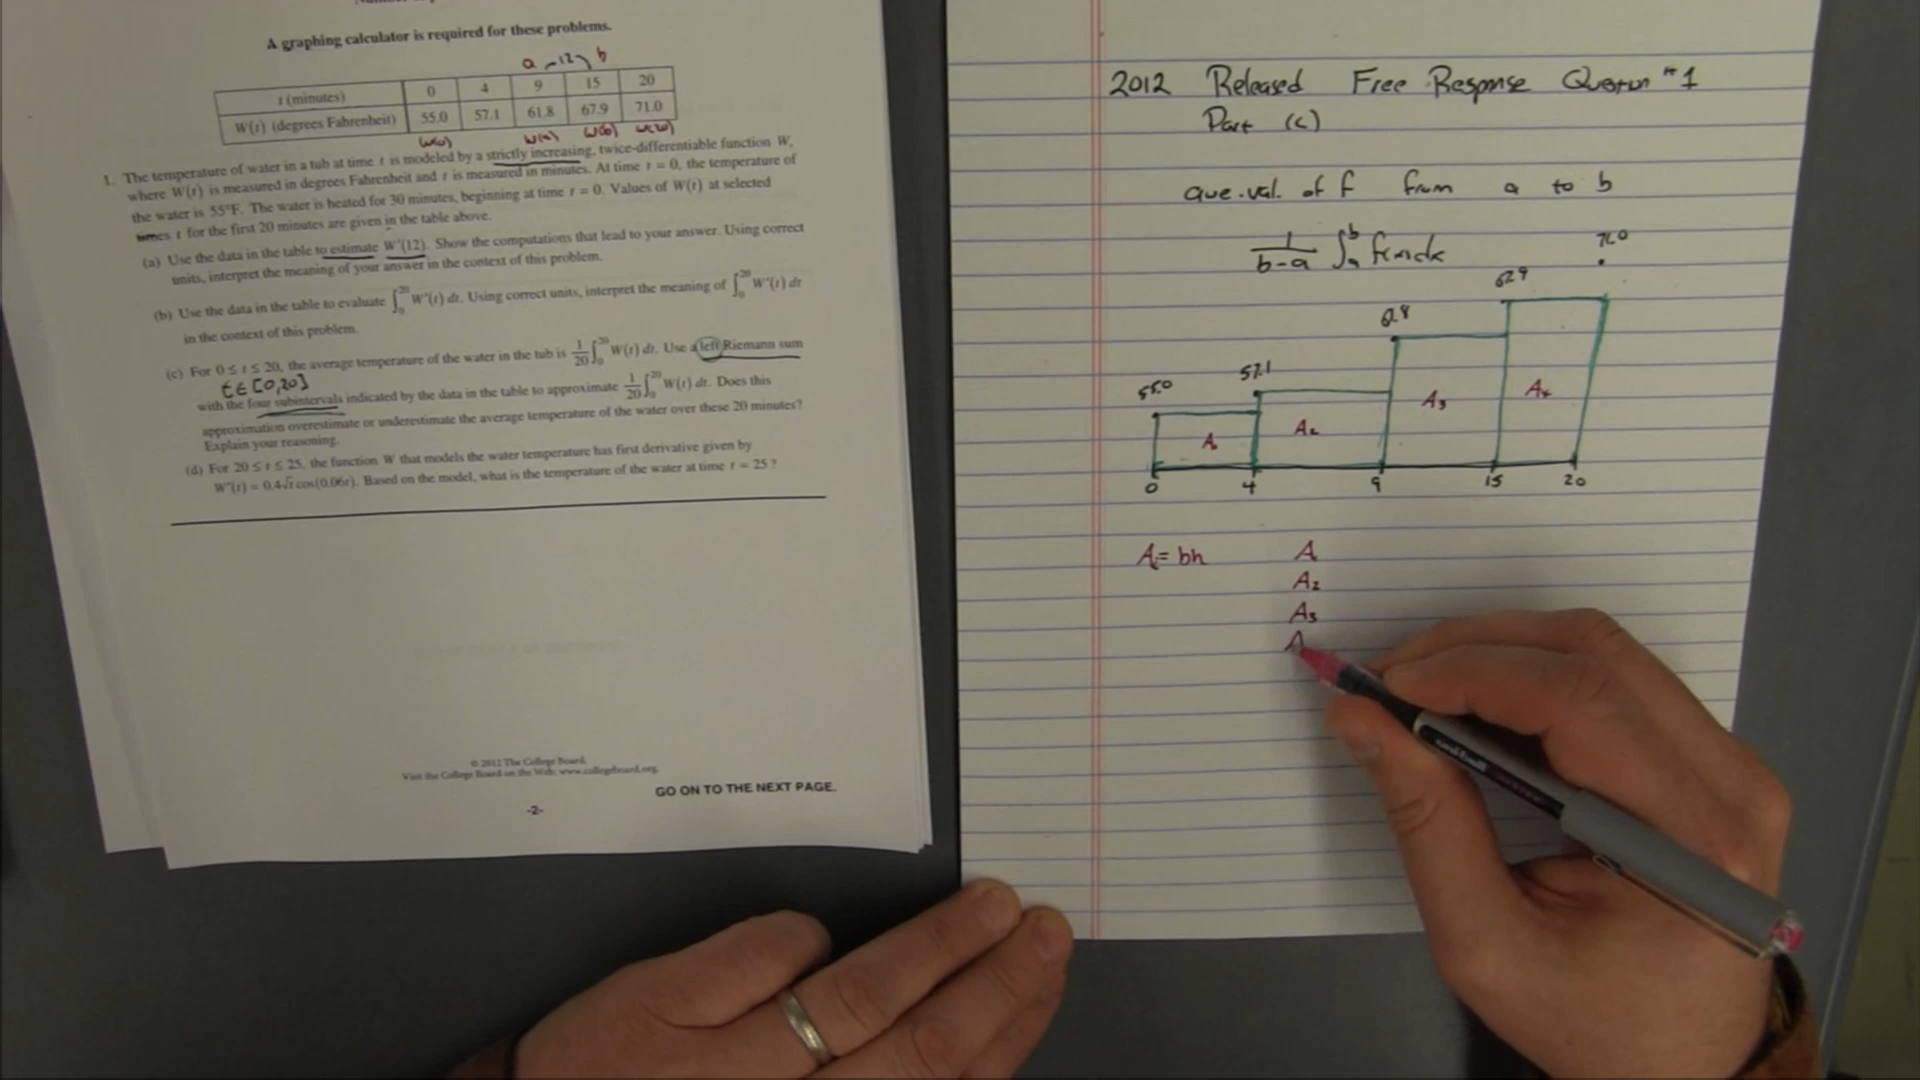 A graphing calculator is required for these problems.
a 12 b
t (minutes) 0 4 9 15 20
W(t) (degrees Fahrenheit) 55.0 57.1 61.8 67.9 71.0
1. The temperature of water in a tub at time t is modeled by a strictly increasing, twice-differentiable function W,
where W(t) is measured in degrees Fahrenheit and t is measured in minutes. At time t = 0, the temperature of
the water is 55°F. The water is heated for 30 minutes, beginning at time t = 0. Values of W(t) at selected
times t for the first 20 minutes are given in the table above.
(a) Use the data in the table to estimate W'(12). Show the computations that lead to your answer. Using correct
units, interpret the meaning of your answer in the context of this problem.
(b) Use the data in the table to evaluate ∫₀²⁰ W'(t) dt. Using correct units, interpret the meaning of ∫₀²⁰ W'(t) dt
in the context of this problem.
(c) For 0 ≤ t ≤ 20, the average temperature of the water in the tub is 1/20 ∫₀²⁰ W(t) dt. Use a left Riemann sum
t∈[0,20]
with the four subintervals indicated by the data in the table to approximate 1/20 ∫₀²⁰ W(t) dt. Does this
approximation overestimate or underestimate the average temperature of the water over these 20 minutes?
Explain your reasoning.
(d) For 20 ≤ t ≤ 25, the function W that models the water temperature has first derivative given by
W'(t) = 0.4√t cos(0.06t). Based on the model, what is the temperature of the water at time t = 25?
© 2012 The College Board.
Visit the College Board on the Web: www.collegeboard.org.
GO ON TO THE NEXT PAGE.
-2-
2012 Released Free Response Question #1
Part (c)
ave. val. of f from a to b
1/b-a ∫ₐᵇ f(x)dx
55.0 57.1
A A₂ A₃ A₄
0 4 9 15 20
A = bh
A
A₂
A₃
A